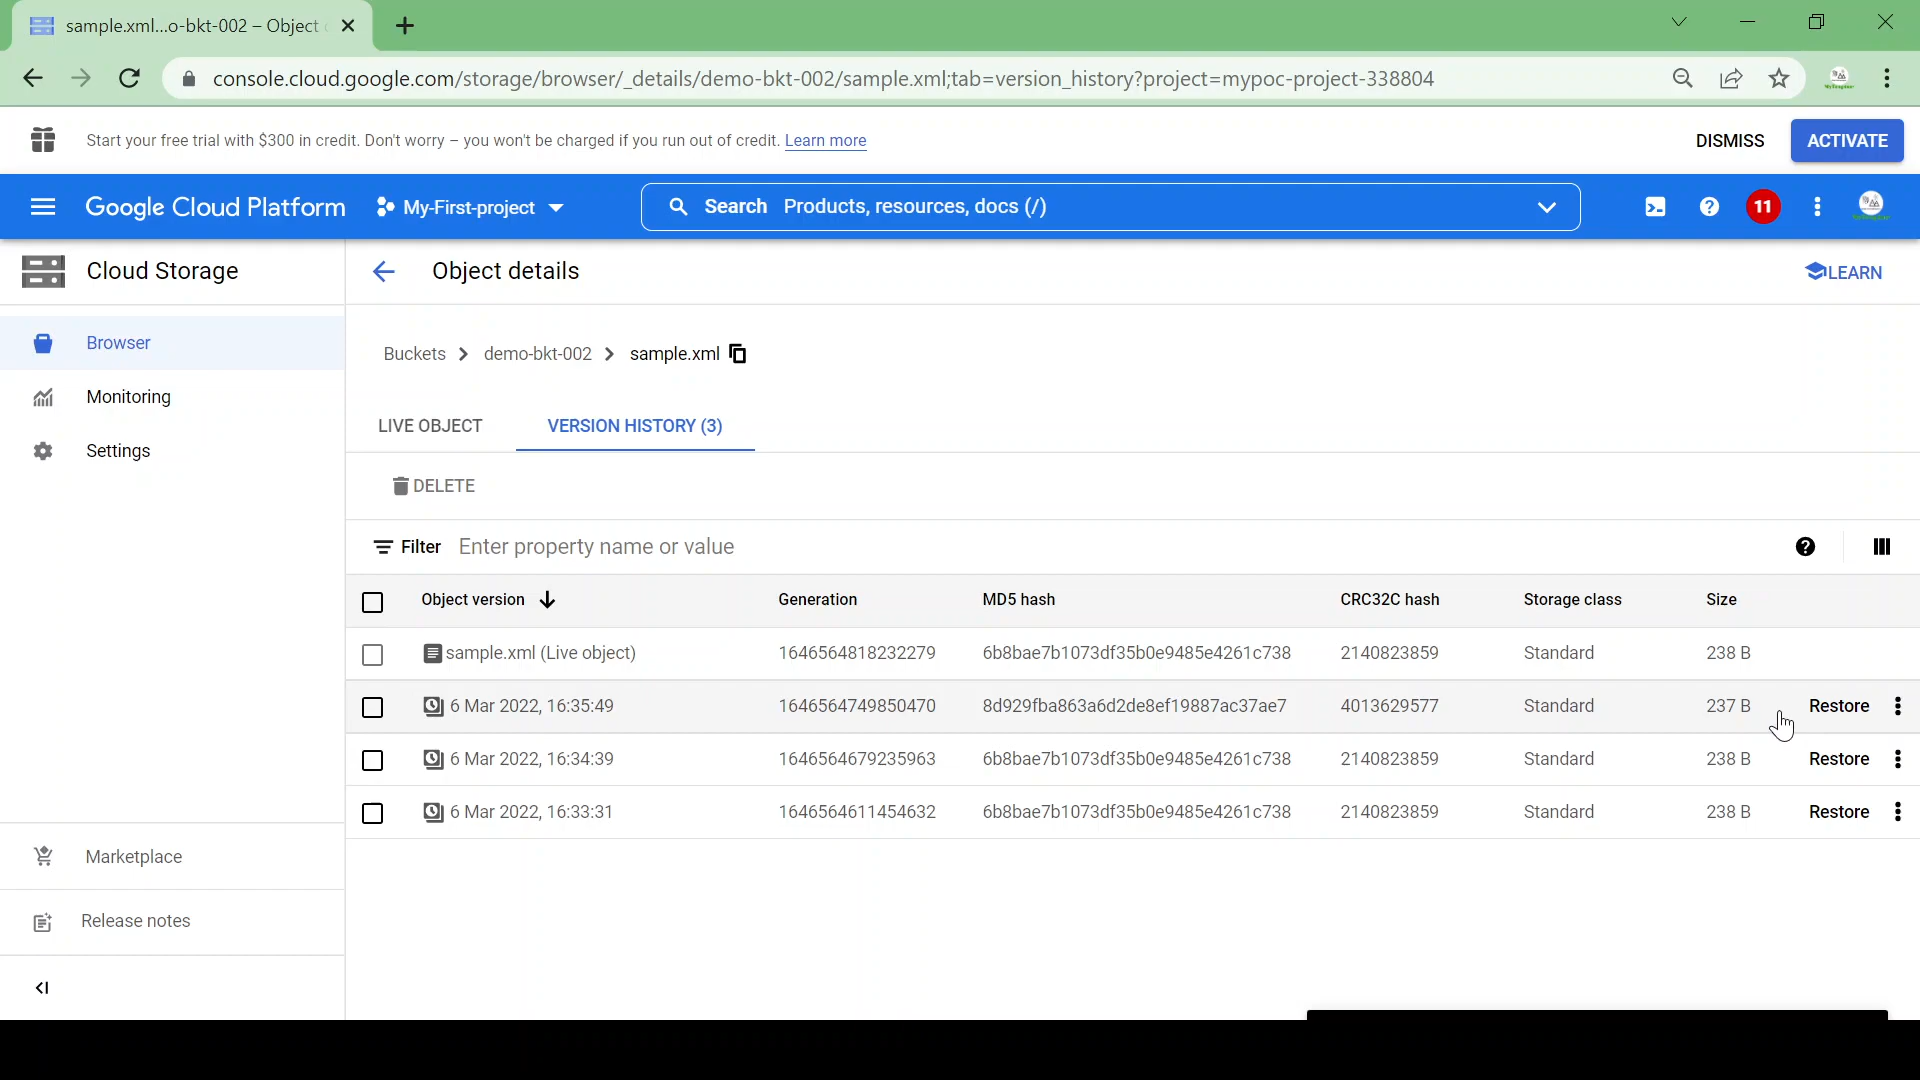 sample.xml...o-bkt-002 – Object
console.cloud.google.com/storage/browser/_details/demo-bkt-002/sample.xml;tab=version_history?project=mypoc-project-338804
Start your free trial with $300 in credit. Don't worry – you won't be charged if you run out of credit. Learn more
DISMISS
ACTIVATE
Google Cloud Platform
My-First-project
Search Products, resources, docs (/)
11
Cloud Storage
Object details
LEARN
Browser
Monitoring
Settings
Marketplace
Release notes
Buckets > demo-bkt-002 > sample.xml
LIVE OBJECT
VERSION HISTORY (3)
DELETE
Filter Enter property name or value
Object version Generation MD5 hash CRC32C hash Storage class Size
sample.xml (Live object) 1646564818232279 6b8bae7b1073df35b0e9485e4261c738 2140823859 Standard 238 B
6 Mar 2022, 16:35:49 1646564749850470 8d929fba863a6d2de8ef19887ac37ae7 4013629577 Standard 237 B Restore
6 Mar 2022, 16:34:39 1646564679235963 6b8bae7b1073df35b0e9485e4261c738 2140823859 Standard 238 B Restore
6 Mar 2022, 16:33:31 1646564611454632 6b8bae7b1073df35b0e9485e4261c738 2140823859 Standard 238 B Restore